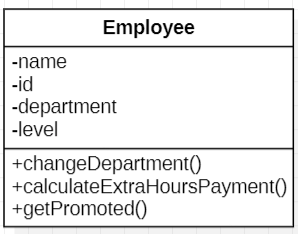 Employee
-name
-id
-department
-level
+changeDepartment()
+calculateExtraHoursPayment()
+getPromoted()